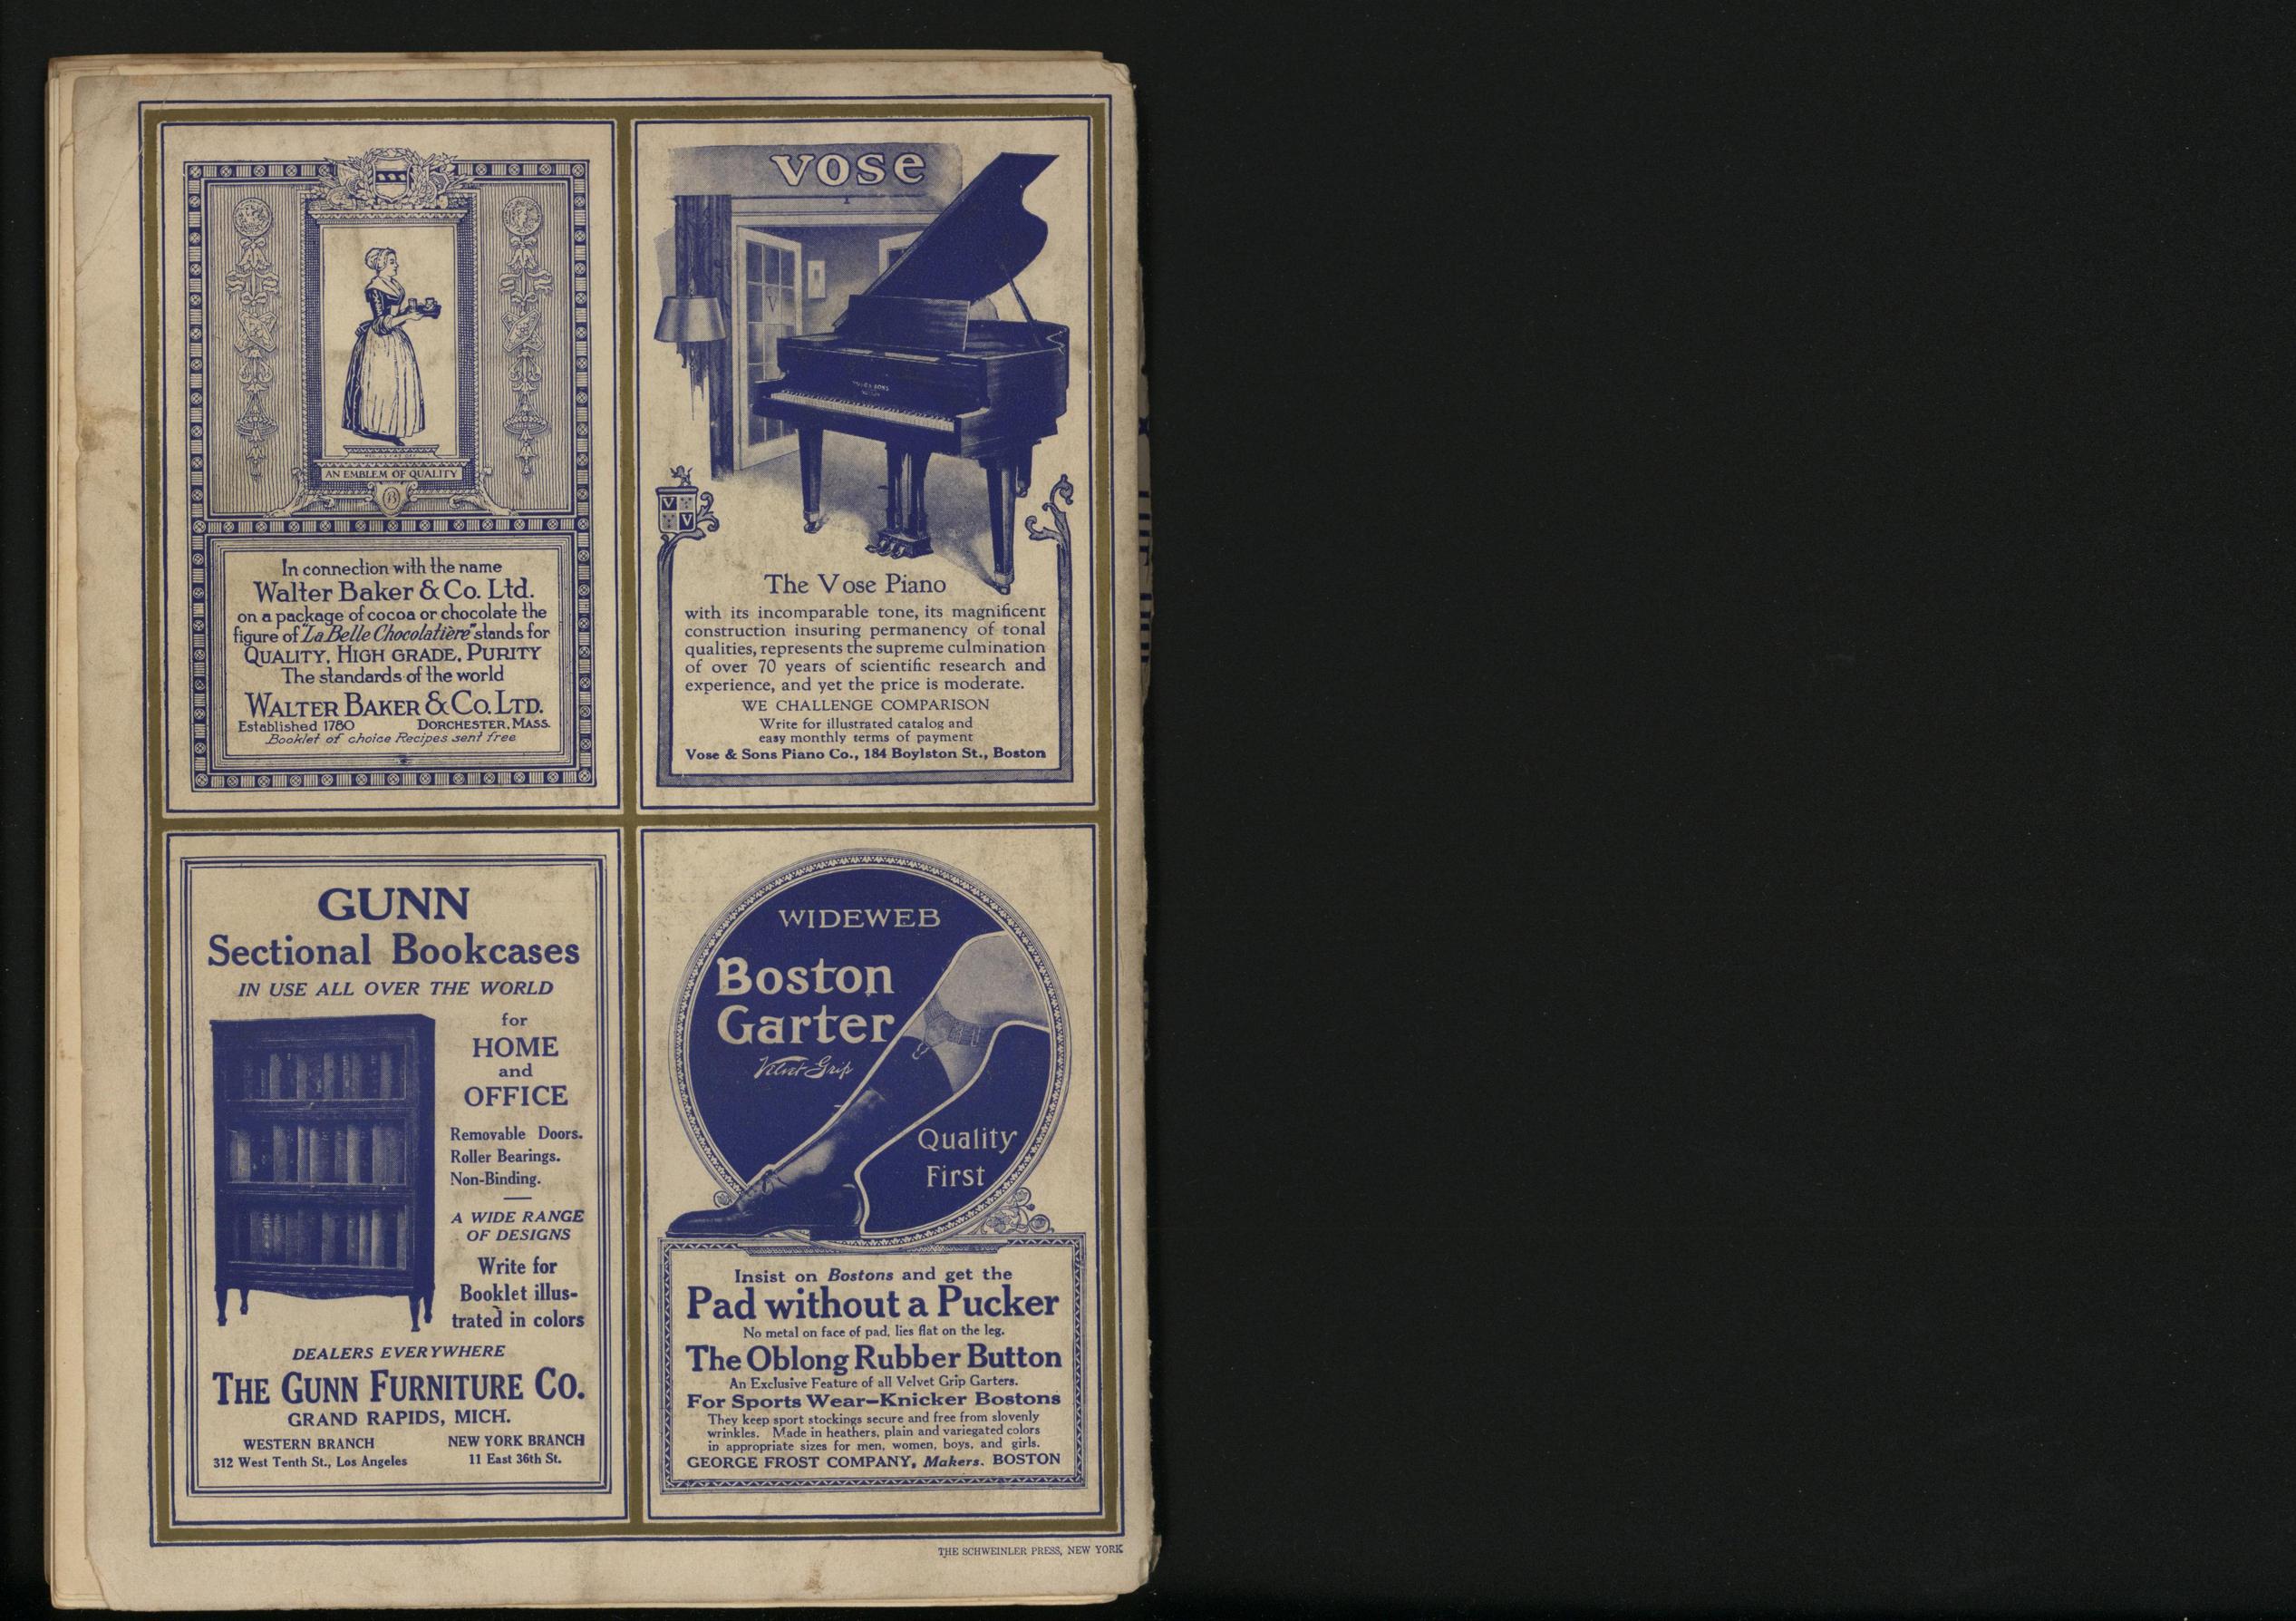 AN EMBLEM OF QUALITY
B
In connection with the name
Walter Baker & Co. Ltd.
on a package of cocoa or chocolate the
figure of "La Belle Chocolatière" stands for
QUALITY, HIGH GRADE, PURITY
The standards of the world
WALTER BAKER & CO. LTD.
Established 1780 DORCHESTER, MASS.
Booklet of choice Recipes sent free
VOSE
V
V
The Vose Piano
with its incomparable tone, its magnificent
construction insuring permanency of tonal
qualities, represents the supreme culmination
of over 70 years of scientific research and
experience, and yet the price is moderate.
WE CHALLENGE COMPARISON
Write for illustrated catalog and
easy monthly terms of payment
Vose & Sons Piano Co., 184 Boylston St., Boston
GUNN
Sectional Bookcases
IN USE ALL OVER THE WORLD
for
HOME
and
OFFICE
Removable Doors.
Roller Bearings.
Non-Binding.
A WIDE RANGE
OF DESIGNS
Write for
Booklet illus-
trated in colors
DEALERS EVERYWHERE
THE GUNN FURNITURE CO.
GRAND RAPIDS, MICH.
WESTERN BRANCH NEW YORK BRANCH
312 West Tenth St., Los Angeles 11 East 36th St.
WIDEWEB
Boston
Garter
Velvet Grip
Quality
First
Insist on Bostons and get the
Pad without a Pucker
No metal on face of pad, lies flat on the leg.
The Oblong Rubber Button
An Exclusive Feature of all Velvet Grip Garters.
For Sports Wear—Knicker Bostons
They keep sport stockings secure and free from slovenly
wrinkles. Made in heathers, plain and variegated colors
in appropriate sizes for men, women, boys, and girls.
GEORGE FROST COMPANY, Makers. BOSTON
THE SCHWEINLER PRESS, NEW YORK